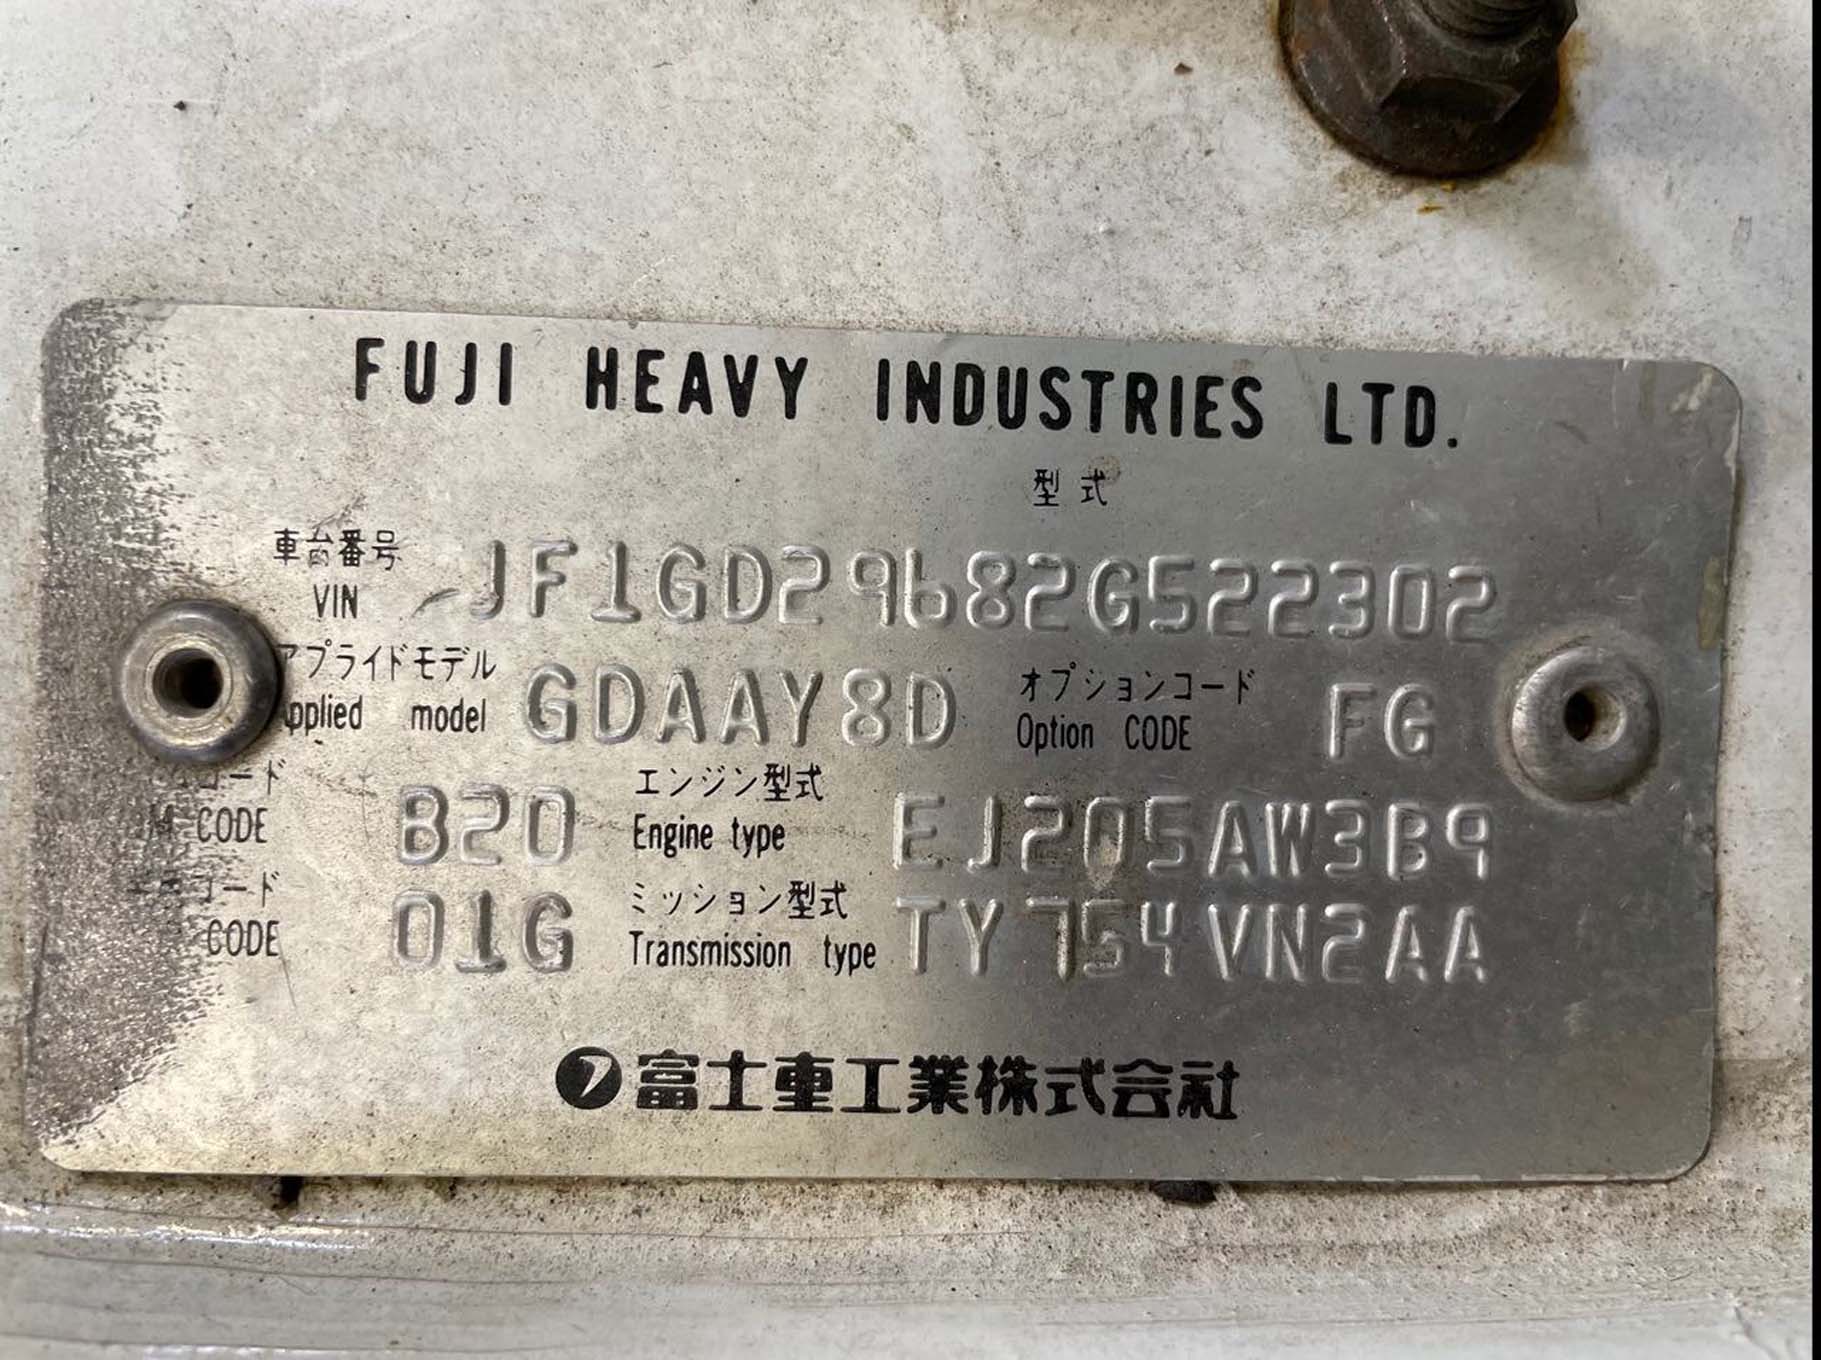 FUJI HEAVY INDUSTRIES LTD.
型式
車台番号
VIN JF1GD29682G522302
アプライドモデル
Applied model GDAAY8D
オプションコード
Option CODE FG
コード
CODE B20
エンジン型式
Engine type EJ205AW3B9
コード
CODE 01G
ミッション型式
Transmission type TY754VN2AA
富士重工業株式会社